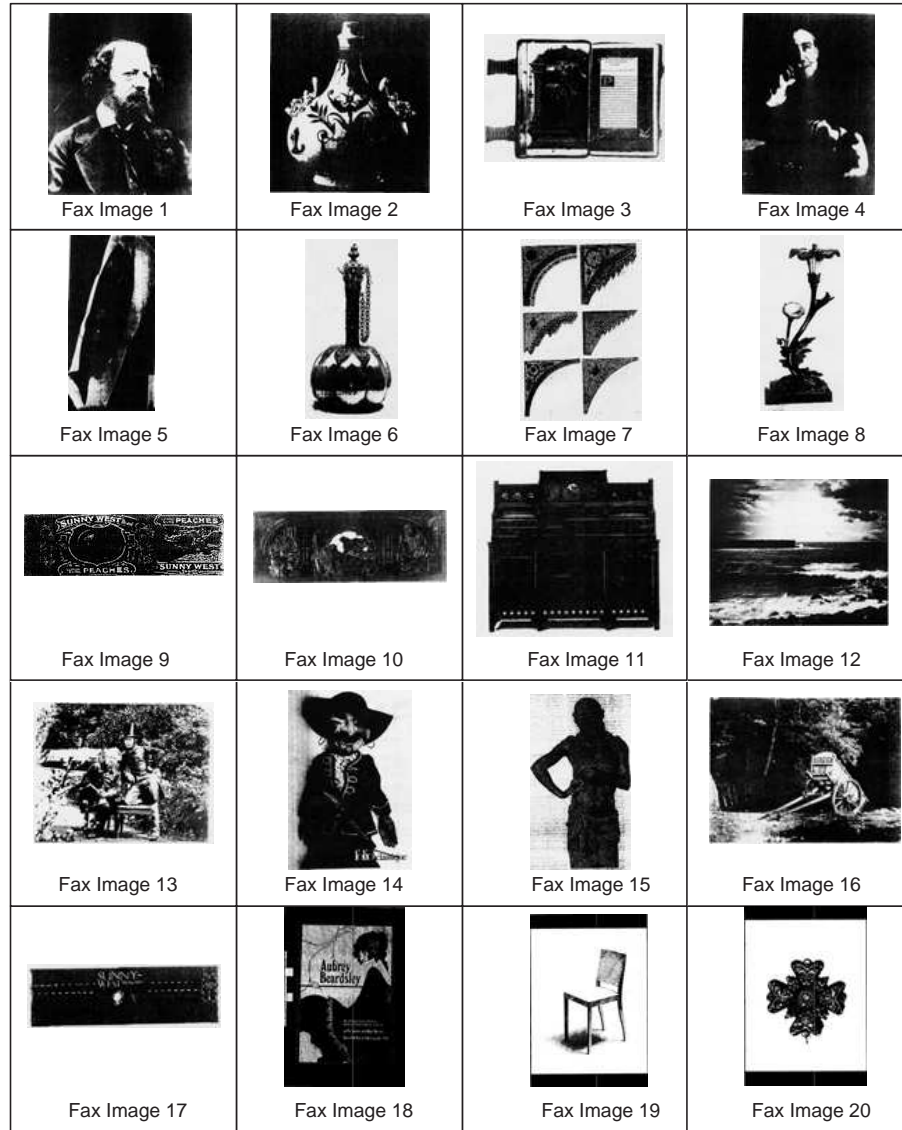 Fax Image 1
Fax Image 2
Fax Image 3
Fax Image 4
Fax Image 5
Fax Image 6
Fax Image 7
Fax Image 8
SUNNY WEST
PEACHES
PEACHES
SUNNY WEST
Fax Image 9
Fax Image 10
Fax Image 11
Fax Image 12
Fax Image 13
Fax Image 14
Fax Image 15
Fax Image 16
SUNNY-
WEST
Fax Image 17
Aubrey
Beardsley
Fax Image 18
Fax Image 19
Fax Image 20